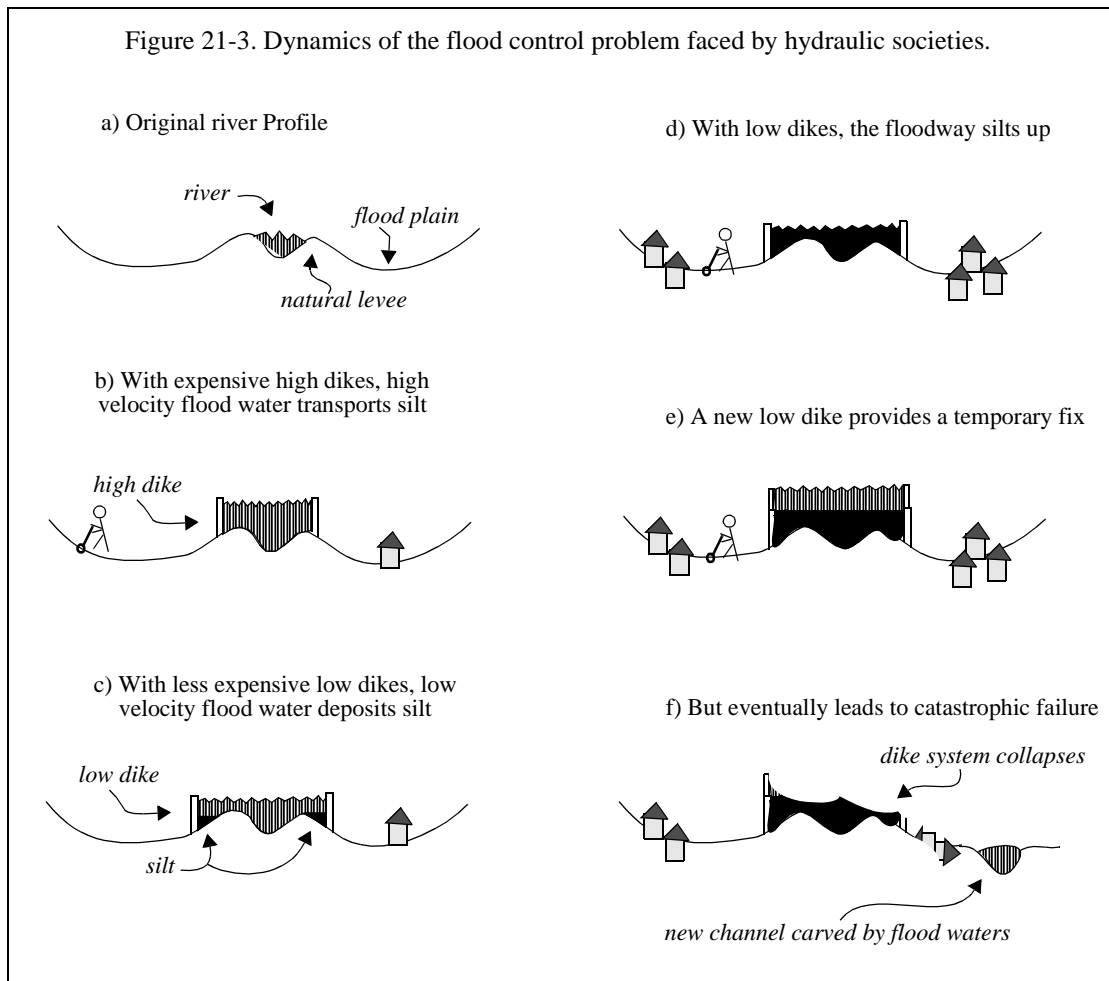 Figure 21-3. Dynamics of the flood control problem faced by hydraulic societies.
a) Original river Profile
river
flood plain
natural levee
b) With expensive high dikes, high
velocity flood water transports silt
high dike
c) With less expensive low dikes, low
velocity flood water deposits silt
low dike
silt
d) With low dikes, the floodway silts up
e) A new low dike provides a temporary fix
f) But eventually leads to catastrophic failure
dike system collapses
new channel carved by flood waters